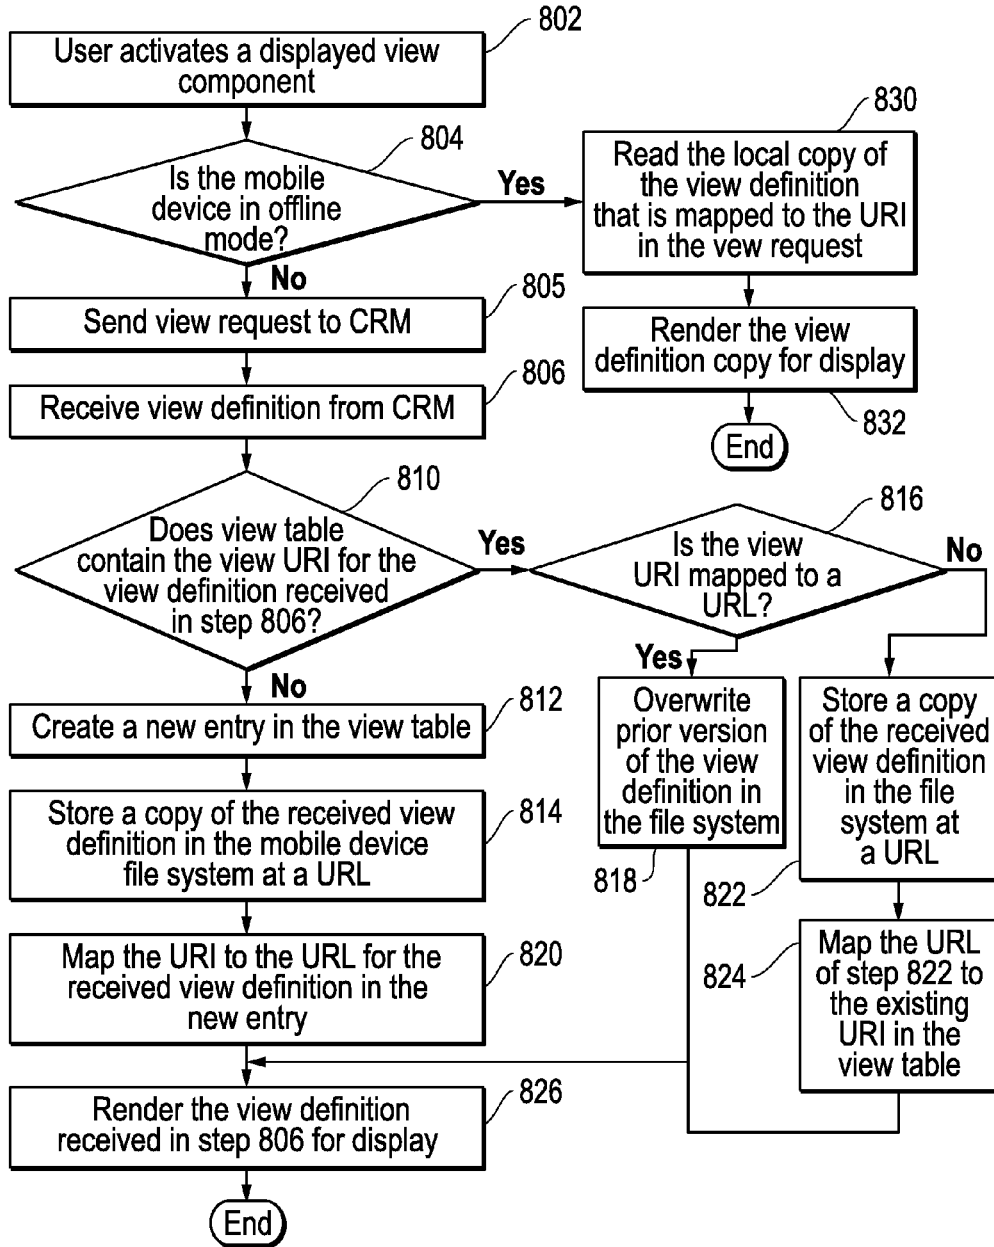 802
User activates a displayed view
component
804
Is the mobile
device in offline
mode?
Yes
No
830
Read the local copy of
the view definition
that is mapped to the URI
in the vew request
805
Send view request to CRM
Render the view
definition copy for display
832
End
806
Receive view definition from CRM
810
Does view table
contain the view URI for the
view definition received
in step 806?
Yes
No
816
Is the view
URI mapped to a
URL?
No
Yes
812
Create a new entry in the view table
Overwrite
prior version
of the view
definition in
the file system
818
Store a copy
of the received
view definition
in the file
system at
a URL
822
814
Store a copy of the received view
definition in the mobile device
file system at a URL
820
Map the URI to the URL for the
received view definition in the
new entry
824
Map the URL
of step 822 to
the existing
URI in the
view table
826
Render the view definition
received in step 806 for display
End